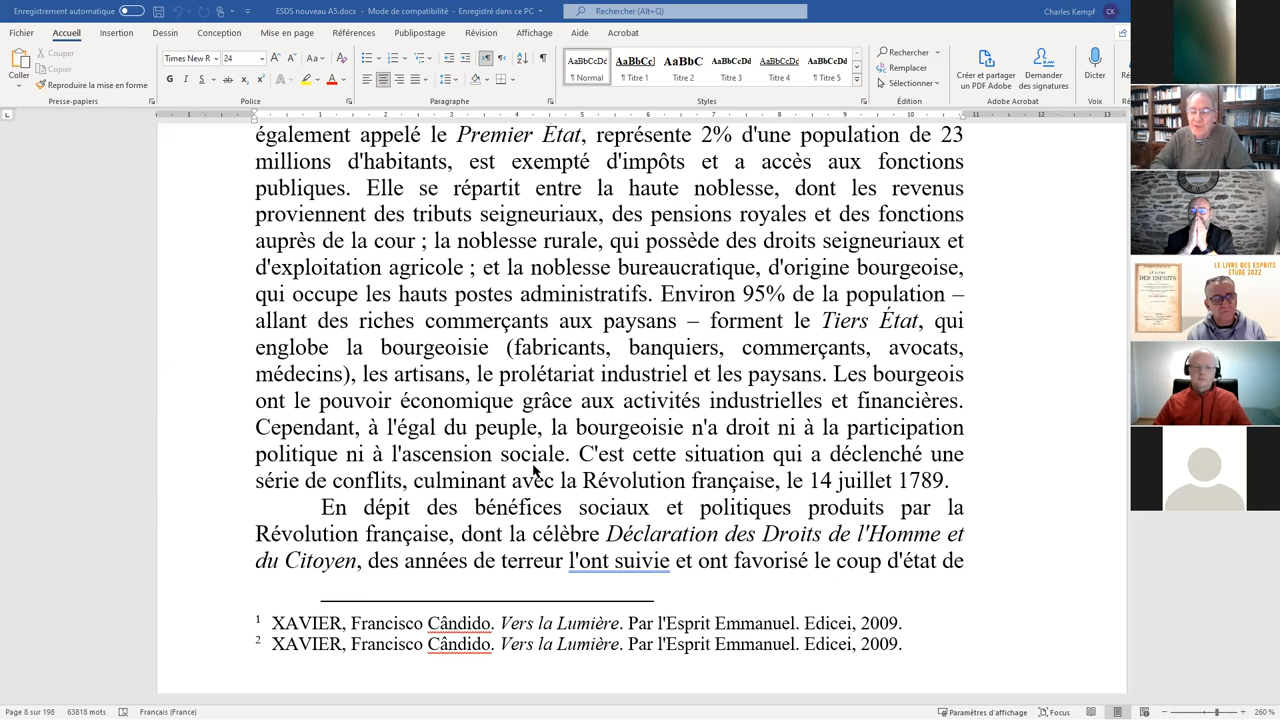 Enregistrement automatique
ESDS nouveau A5.docx - Mode de compatibilité - Enregistré dans ce PC
Rechercher (Alt+Q)
Charles Kempf
CK
Fichier Accueil Insertion Dessin Conception Mise en page Références Publipostage Révision Affichage Aide Acrobat
Coller
Couper
Copier
Reproduire la mise en forme
Presse-papiers
Times New R 24
Police
Paragraphe
AaBbCcDc AaBbCc AaBbC AaBbCcDd AaBbCcDc AaBbCcDd
¶ Normal ¶ Titre 1 Titre 2 Titre 3 Titre 4 ¶ Titre 5
Styles
Rechercher
Remplacer
Sélectionner
Édition
Créer et partager
un PDF Adobe
Demander
des signatures
Adobe Acrobat
Dicter
Voix
également appelé le Premier Etat, représente 2% d'une population de 23
millions d'habitants, est exempté d'impôts et a accès aux fonctions
publiques. Elle se répartit entre la haute noblesse, dont les revenus
proviennent des tributs seigneuriaux, des pensions royales et des fonctions
auprès de la cour ; la noblesse rurale, qui possède des droits seigneuriaux et
d'exploitation agricole ; et la noblesse bureaucratique, d'origine bourgeoise,
qui occupe les hauts postes administratifs. Environ 95% de la population –
allant des riches commerçants aux paysans – forment le Tiers État, qui
englobe la bourgeoisie (fabricants, banquiers, commerçants, avocats,
médecins), les artisans, le prolétariat industriel et les paysans. Les bourgeois
ont le pouvoir économique grâce aux activités industrielles et financières.
Cependant, à l'égal du peuple, la bourgeoisie n'a droit ni à la participation
politique ni à l'ascension sociale. C'est cette situation qui a déclenché une
série de conflits, culminant avec la Révolution française, le 14 juillet 1789.
En dépit des bénéfices sociaux et politiques produits par la
Révolution française, dont la célèbre Déclaration des Droits de l'Homme et
du Citoyen, des années de terreur l'ont suivie et ont favorisé le coup d'état de
1 XAVIER, Francisco Cândido. Vers la Lumière. Par l'Esprit Emmanuel. Edicei, 2009.
2 XAVIER, Francisco Cândido. Vers la Lumière. Par l'Esprit Emmanuel. Edicei, 2009.
LE LIVRE DES ESPRITS
ETUDE 2022
DES ESPRITS
Page 8 sur 198 63818 mots Français (France)
Paramètres d'affichage Focus 260 %